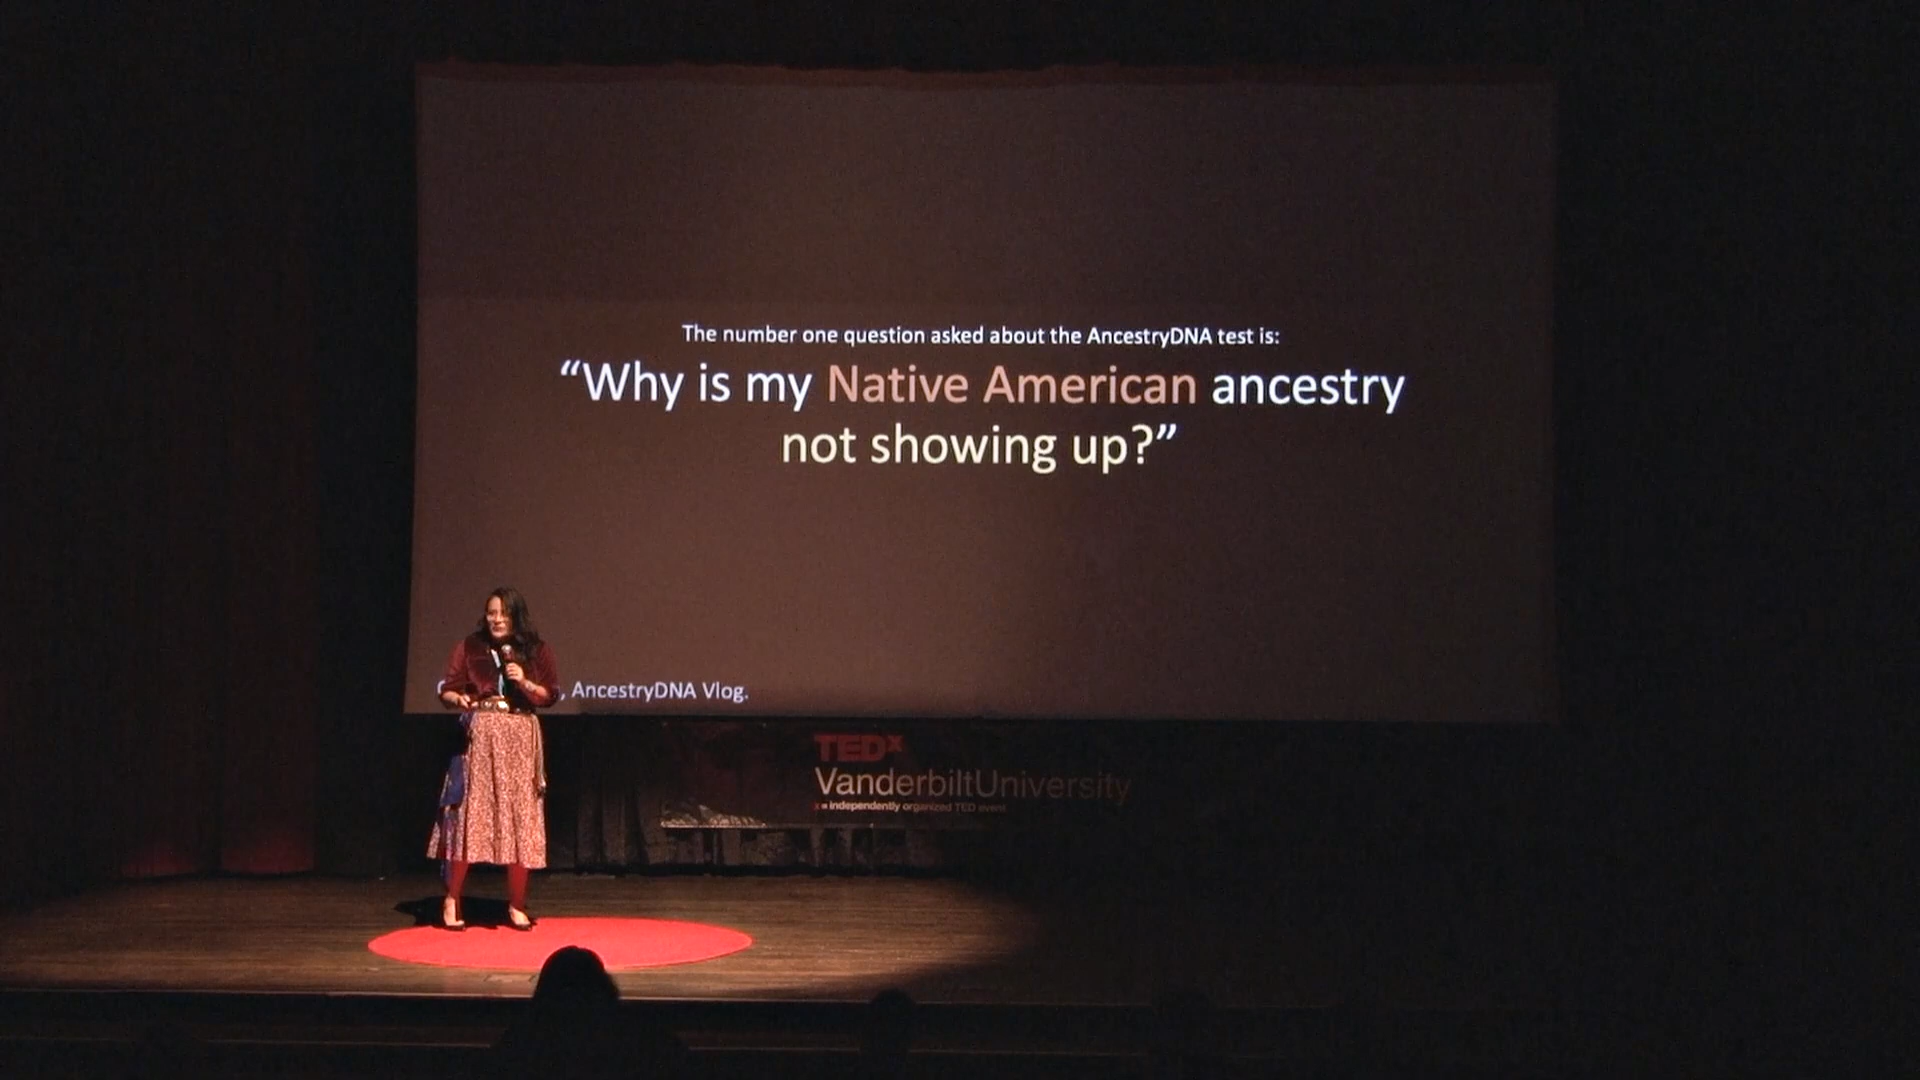 The number one question asked about the AncestryDNA test is:
“Why is my Native American ancestry
not showing up?”
, AncestryDNA Vlog.
TEDx
VanderbiltUniversity
x = independently organized TED event